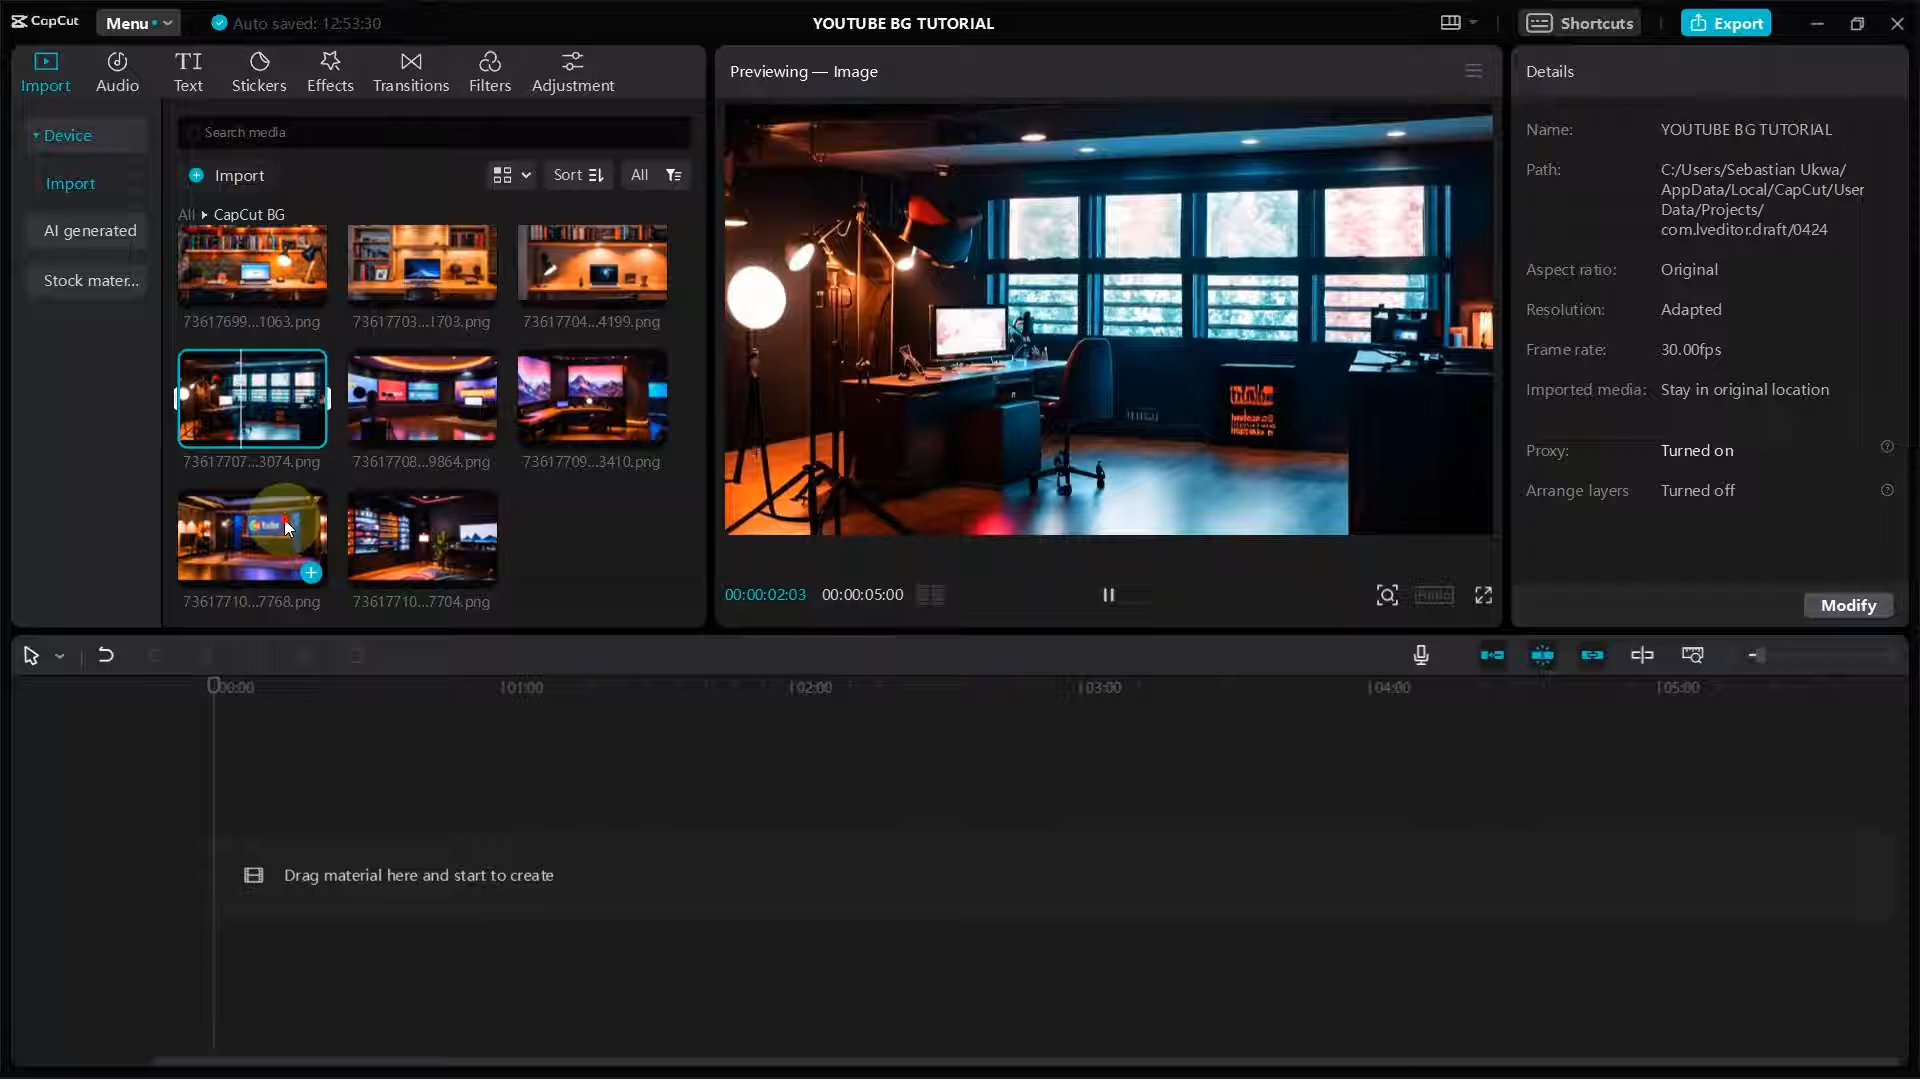 CapCut
Menu
Auto saved: 12:53:30
YOUTUBE BG TUTORIAL
Shortcuts
Export
Import
Audio
TI
Text
Stickers
Effects
Transitions
Filters
Adjustment
Previewing — Image
Details
Device
Import
AI generated
Stock mater...
Search media
Import
Sort
All
All
CapCut BG
73617699...1063.png
73617703...1703.png
73617704...4199.png
73617707...3074.png
73617708...9864.png
73617709...3410.png
73617710...7768.png
73617710...7704.png
00:00:02:03
00:00:05:00
Name:
YOUTUBE BG TUTORIAL
Path:
C:/Users/Sebastian Ukwa/
AppData/Local/CapCut/User
Data/Projects/
com.lveditor.draft/0424
Aspect ratio:
Original
Resolution:
Adapted
Frame rate:
30.00fps
Imported media:
Stay in original location
Proxy:
Turned on
Arrange layers
Turned off
Modify
00:00
01:00
02:00
03:00
04:00
05:00
Drag material here and start to create